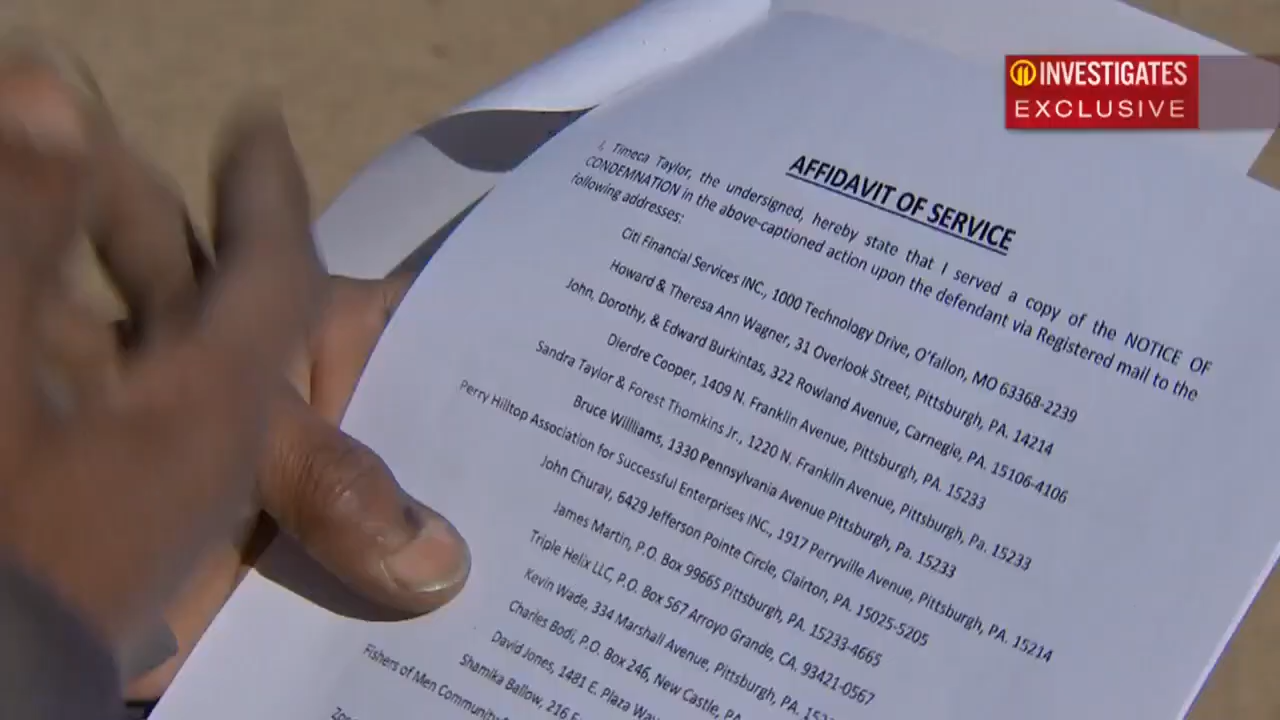 11 INVESTIGATES
EXCLUSIVE
AFFIDAVIT OF SERVICE
I, Timeca Taylor, the undersigned, hereby state that I served a copy of the NOTICE OF
CONDEMNATION in the above-captioned action upon the defendant via Registered mail to the
following addresses:
Citi Financial Services INC., 1000 Technology Drive, O'fallon, MO 63368-2239
Howard & Theresa Ann Wagner, 31 Overlook Street, Pittsburgh, PA. 14214
John, Dorothy, & Edward Burkintas, 322 Rowland Avenue, Carnegie, PA. 15106-4106
Dierdre Cooper, 1409 N. Franklin Avenue, Pittsburgh, PA. 15233
Sandra Taylor & Forest Thomkins Jr., 1220 N. Franklin Avenue, Pittsburgh, Pa. 15233
Bruce Willliams, 1330 Pennsylvania Avenue Pittsburgh, Pa. 15233
Perry Hilltop Association for Successful Enterprises INC., 1917 Perryville Avenue, Pittsburgh, PA. 15214
John Churay, 6429 Jefferson Pointe Circle, Clairton, PA. 15025-5205
James Martin, P.O. Box 99665 Pittsburgh, PA. 15233-4665
Triple Helix LLC, P.O. Box 567 Arroyo Grande, CA. 93421-0567
Kevin Wade, 334 Marshall Avenue, Pittsburgh, PA.
Charles Bodi, P.O. Box 246, New Castle, PA
David Jones, 1481 E. Plaza
Shamika Ballow, 216
Fishers of Men Community